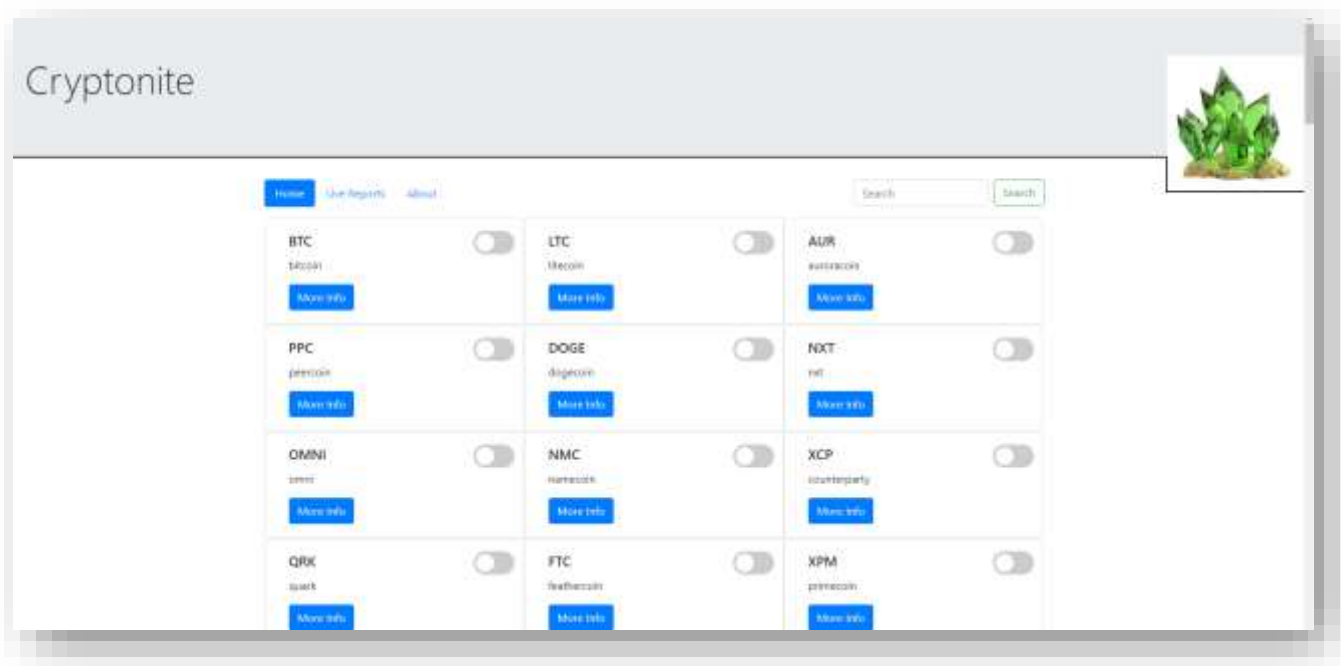 Cryptonite
Home Live Reports About Search Search
BTC LTC AUR
bitcoin litecoin auroracoin
More Info More Info More Info
PPC DOGE NXT
peercoin dogecoin nxt
More Info More Info More Info
OMNI NMC XCP
omni namecoin counterparty
More Info More Info More Info
QRK FTC XPM
quark feathercoin primecoin
More Info More Info More Info